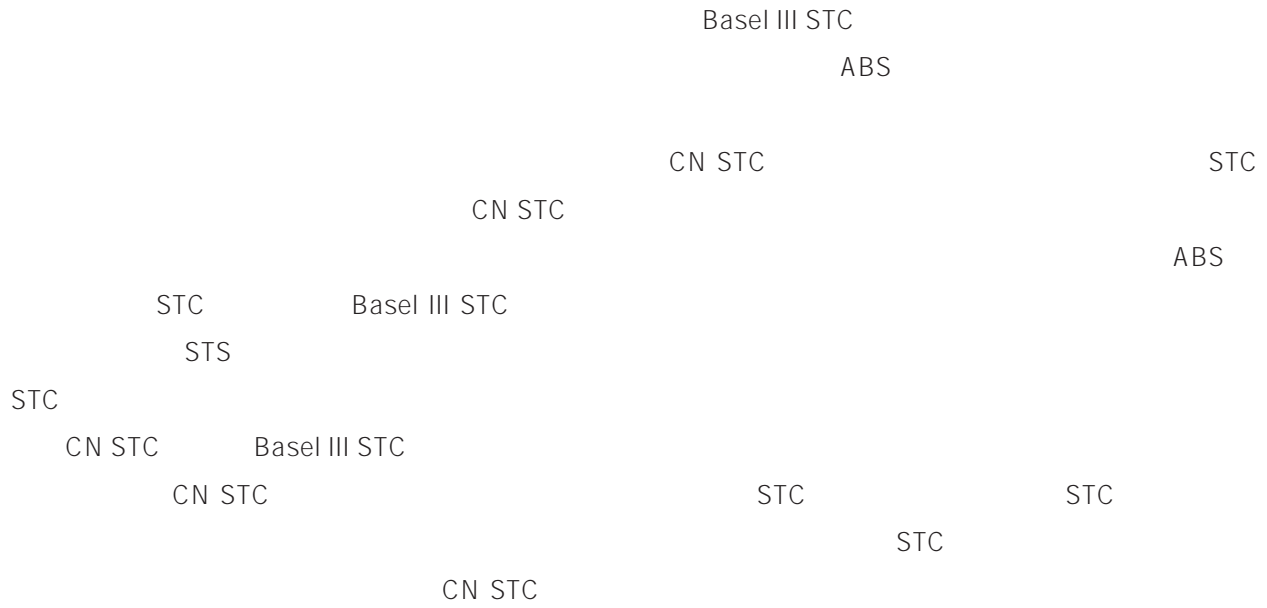 Basel III STC
ABS
CN STC STC
CN STC
ABS
STC Basel III STC
STS
STC
CN STC Basel III STC
CN STC STC STC
STC
CN STC